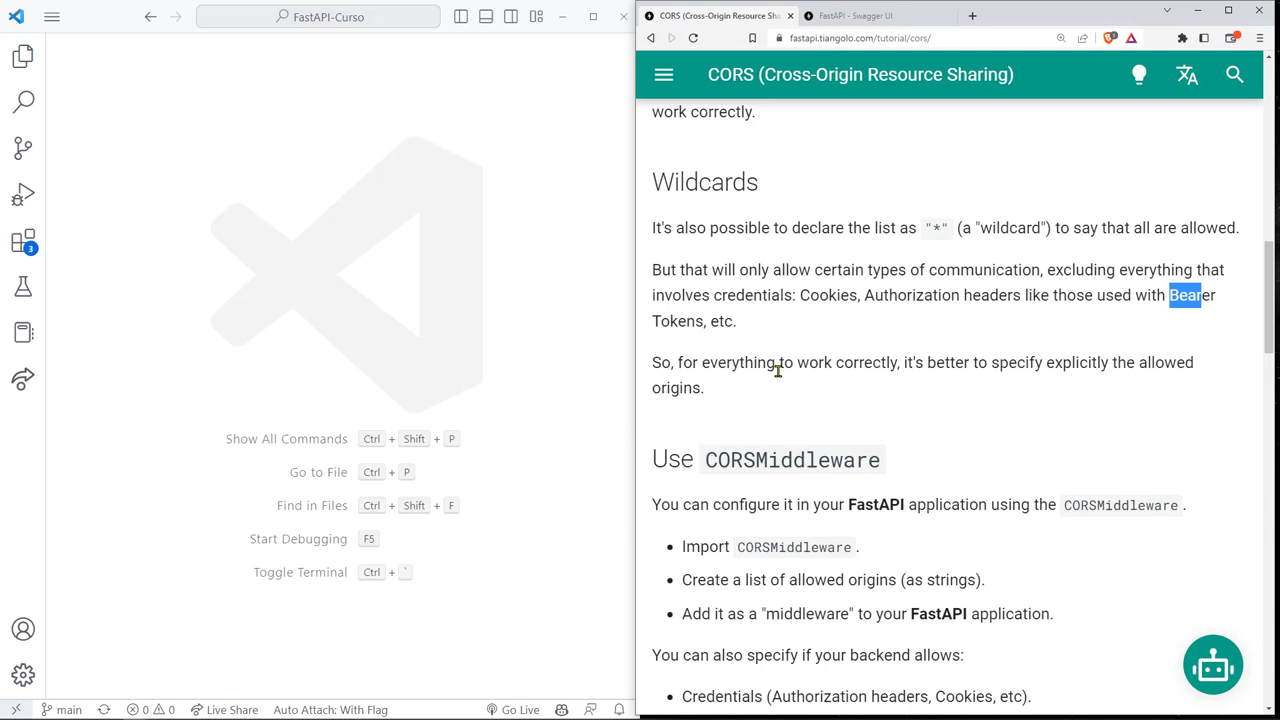 FastAPI-Curso
3
Show All Commands Ctrl + Shift + P
Go to File Ctrl + P
Find in Files Ctrl + Shift + F
Start Debugging F5
Toggle Terminal Ctrl + `
main 0 0 Live Share Auto Attach: With Flag Go Live
CORS (Cross-Origin Resource Sha
FastAPI - Swagger UI
fastapi.tiangolo.com/tutorial/cors/
CORS (Cross-Origin Resource Sharing)
work correctly.
Wildcards
It's also possible to declare the list as "*" (a "wildcard") to say that all are allowed.
But that will only allow certain types of communication, excluding everything that
involves credentials: Cookies, Authorization headers like those used with Bearer
Tokens, etc.
So, for everything to work correctly, it's better to specify explicitly the allowed
origins.
Use CORSMiddleware
You can configure it in your FastAPI application using the CORSMiddleware.
• Import CORSMiddleware.
• Create a list of allowed origins (as strings).
• Add it as a "middleware" to your FastAPI application.
You can also specify if your backend allows:
• Credentials (Authorization headers, Cookies, etc).